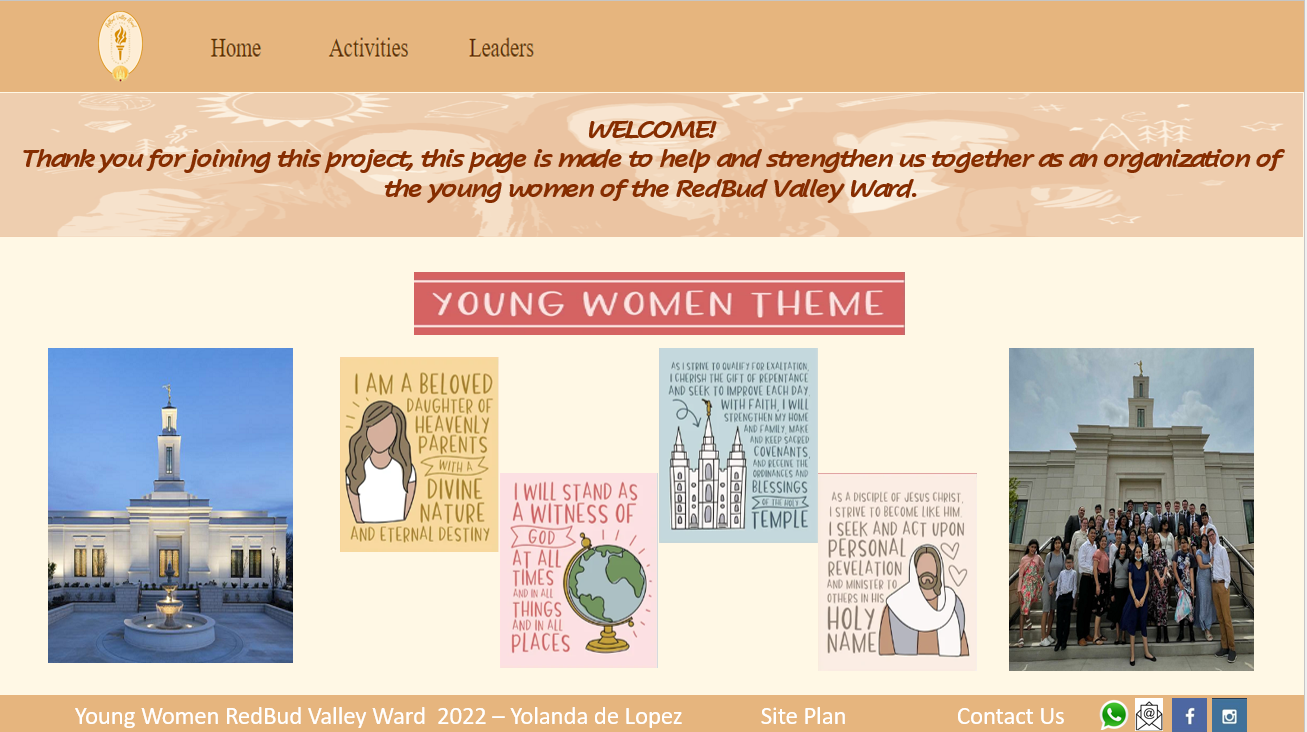 RedBud Valley Ward
Home Activities Leaders
WELCOME!
Thank you for joining this project, this page is made to help and strengthen us together as an organization of
the young women of the RedBud Valley Ward.
YOUNG WOMEN THEME
I AM A BELOVED
DAUGHTER OF
HEAVENLY
PARENTS
WITH A
DIVINE
NATURE
AND ETERNAL DESTINY
I WILL STAND AS
A WITNESS OF
GOD
AT ALL
TIMES
AND IN ALL
THINGS
AND IN ALL
PLACES
AS I STRIVE TO QUALIFY FOR EXALTATION,
I CHERISH THE GIFT OF REPENTANCE
AND SEEK TO IMPROVE EACH DAY.
WITH FAITH, I WILL
STRENGTHEN MY HOME
AND FAMILY, MAKE
AND KEEP SACRED
COVENANTS,
AND RECEIVE THE
ORDINANCES AND
BLESSINGS
OF THE HOLY
TEMPLE
AS A DISCIPLE OF JESUS CHRIST,
I STRIVE TO BECOME LIKE HIM.
I SEEK AND ACT UPON
PERSONAL
REVELATION
AND MINISTER TO
OTHERS IN HIS
HOLY
NAME
Young Women RedBud Valley Ward 2022 – Yolanda de Lopez Site Plan Contact Us